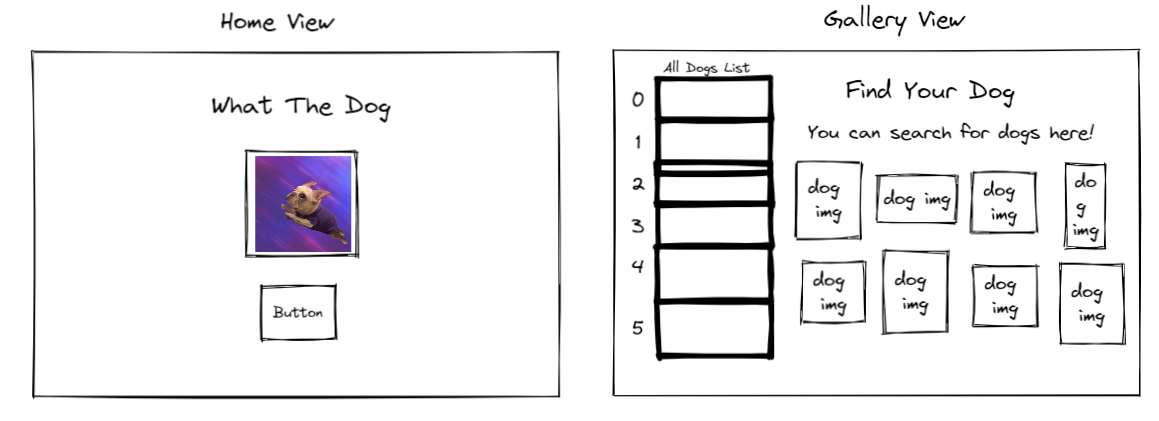 Home View
What The Dog
Button
Gallery View
All Dogs List
0
1
2
3
4
5
Find Your Dog
You can search for dogs here!
dog
img
dog img
dog
img
do
g
img
dog
img
dog
img
dog
img
dog
img